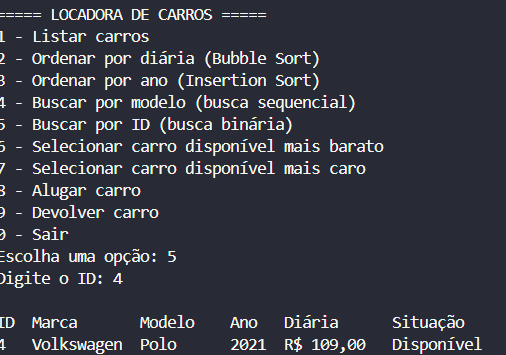 ===== LOCADORA DE CARROS =====
1 - Listar carros
2 - Ordenar por diária (Bubble Sort)
3 - Ordenar por ano (Insertion Sort)
4 - Buscar por modelo (busca sequencial)
5 - Buscar por ID (busca binária)
6 - Selecionar carro disponível mais barato
7 - Selecionar carro disponível mais caro
8 - Alugar carro
9 - Devolver carro
0 - Sair
Escolha uma opção: 5
Digite o ID: 4
ID Marca Modelo Ano Diária Situação
4 Volkswagen Polo 2021 R$ 109,00 Disponível